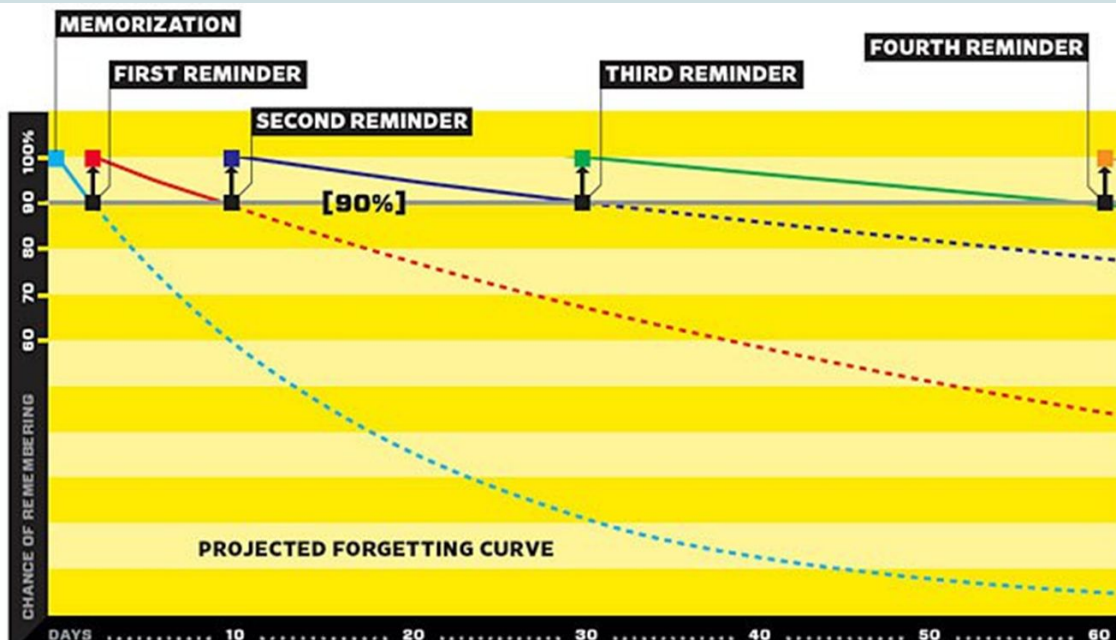 MEMORIZATION
FOURTH REMINDER
FIRST REMINDER
THIRD REMINDER
SECOND REMINDER
100%
90
[90%]
80
70
60
CHANCE OF REMEMBERING
PROJECTED FORGETTING CURVE
DAYS 10 20 30 40 50 60